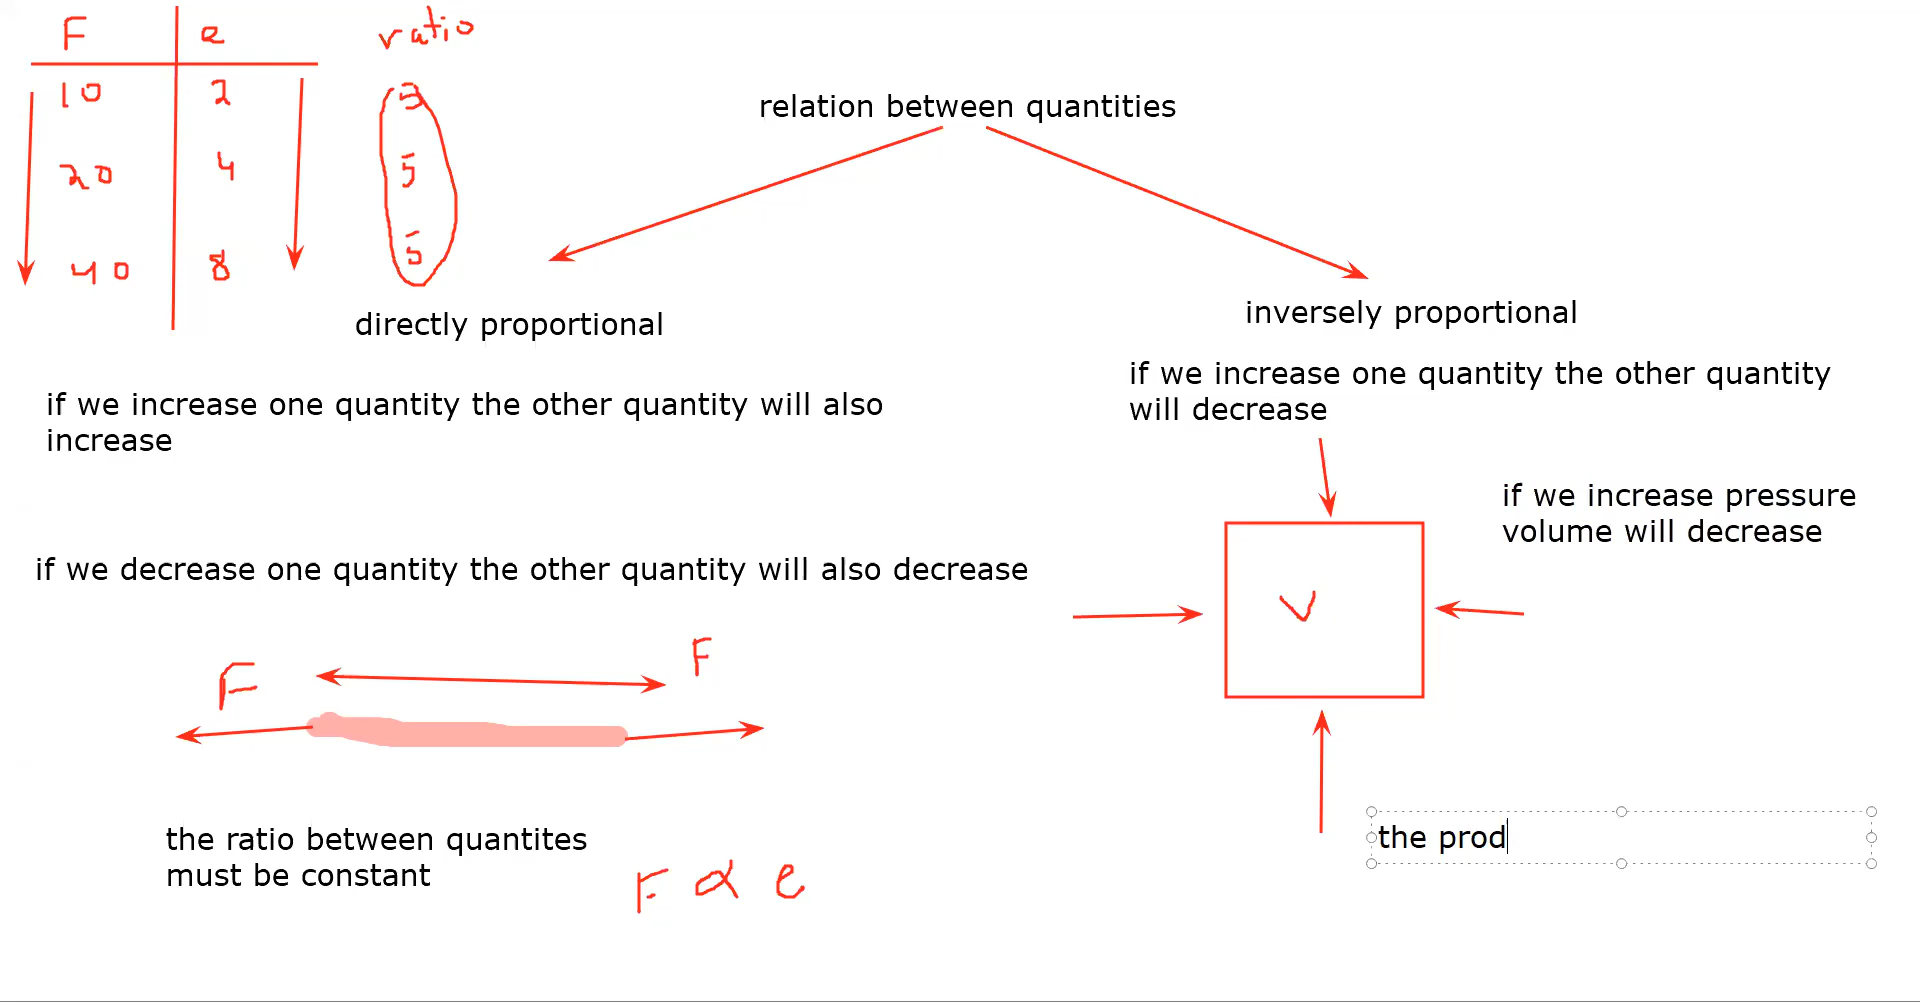 F e ratio
10 2 5
20 4 5
40 8 5
relation between quantities
directly proportional
inversely proportional
if we increase one quantity the other quantity will also
increase
if we increase one quantity the other quantity
will decrease
if we increase pressure
volume will decrease
if we decrease one quantity the other quantity will also decrease
V
F F
the ratio between quantites
must be constant
F ∝ e
the prod